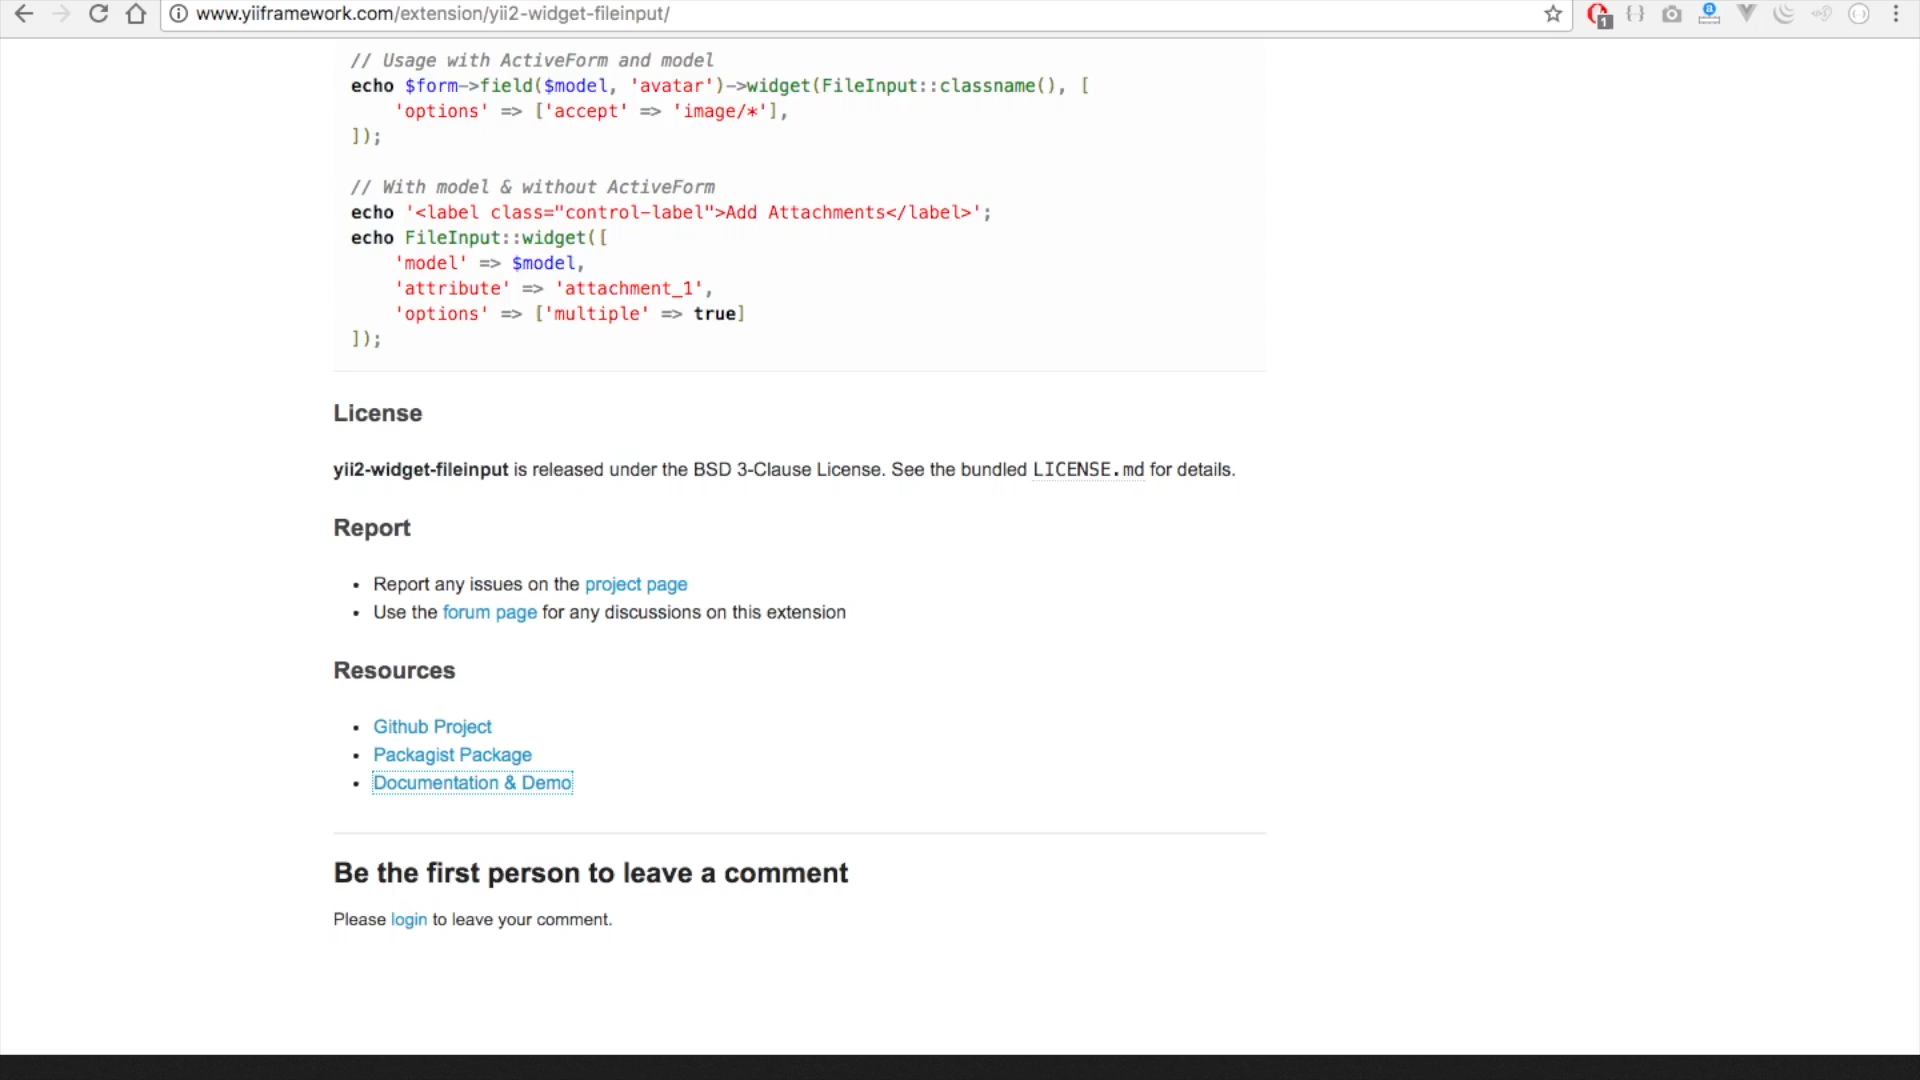 www.yiiframework.com/extension/yii2-widget-fileinput/
1
a
// Usage with ActiveForm and model
echo $form->field($model, 'avatar')->widget(FileInput::classname(), [
    'options' => ['accept' => 'image/*'],
]);
// With model & without ActiveForm
echo '<label class="control-label">Add Attachments</label>';
echo FileInput::widget([
    'model' => $model,
    'attribute' => 'attachment_1',
    'options' => ['multiple' => true]
]);
License
yii2-widget-fileinput is released under the BSD 3-Clause License. See the bundled LICENSE.md for details.
Report
• Report any issues on the project page
• Use the forum page for any discussions on this extension
Resources
• Github Project
• Packagist Package
• Documentation & Demo
Be the first person to leave a comment
Please login to leave your comment.